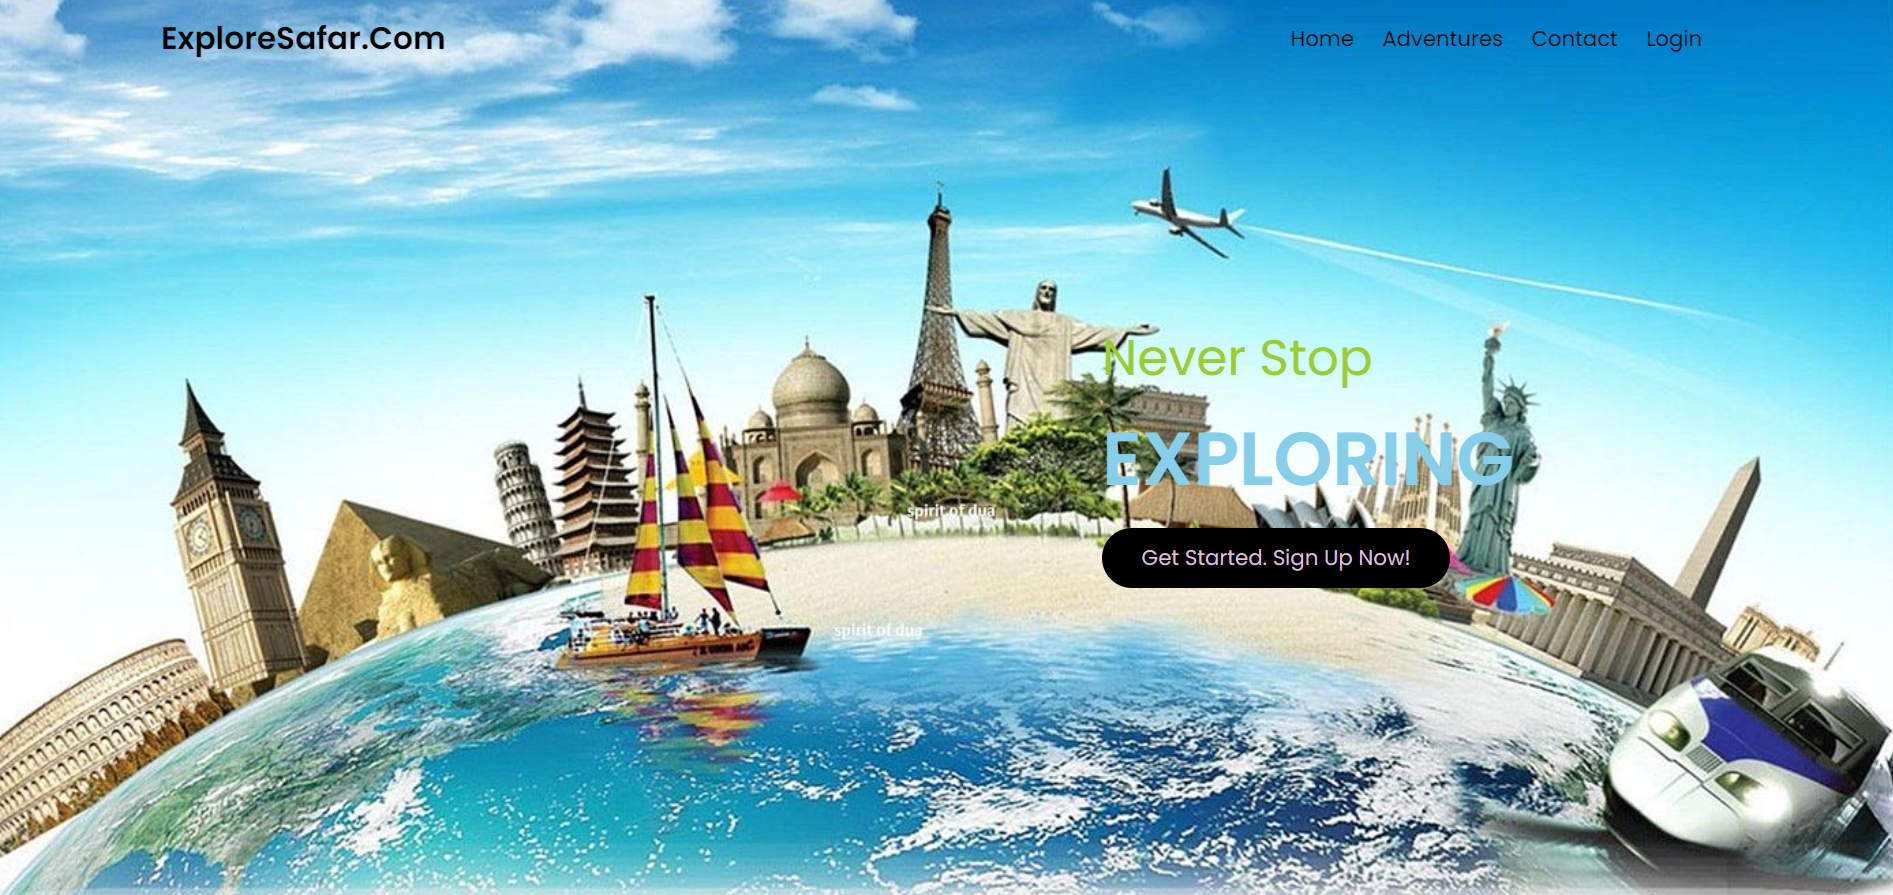 ExploreSafar.Com
Home Adventures Contact Login
Never Stop
EXPLORING
spirit of dua
Get Started. Sign Up Now!
spirit of dua